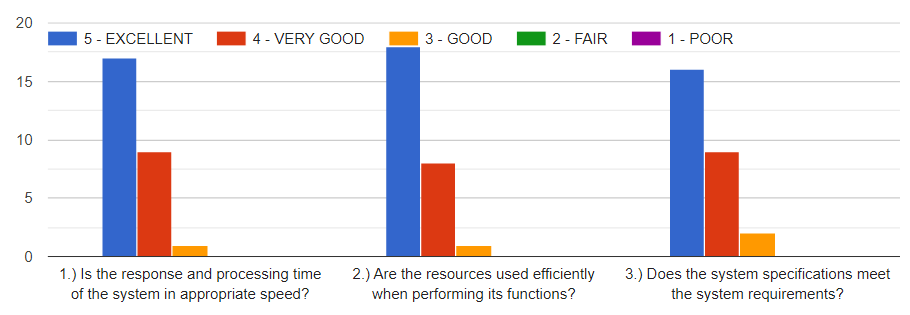 20
5 - EXCELLENT 4 - VERY GOOD 3 - GOOD 2 - FAIR 1 - POOR
15
10
5
0
1.) Is the response and processing time
of the system in appropriate speed?
2.) Are the resources used efficiently
when performing its functions?
3.) Does the system specifications meet
the system requirements?